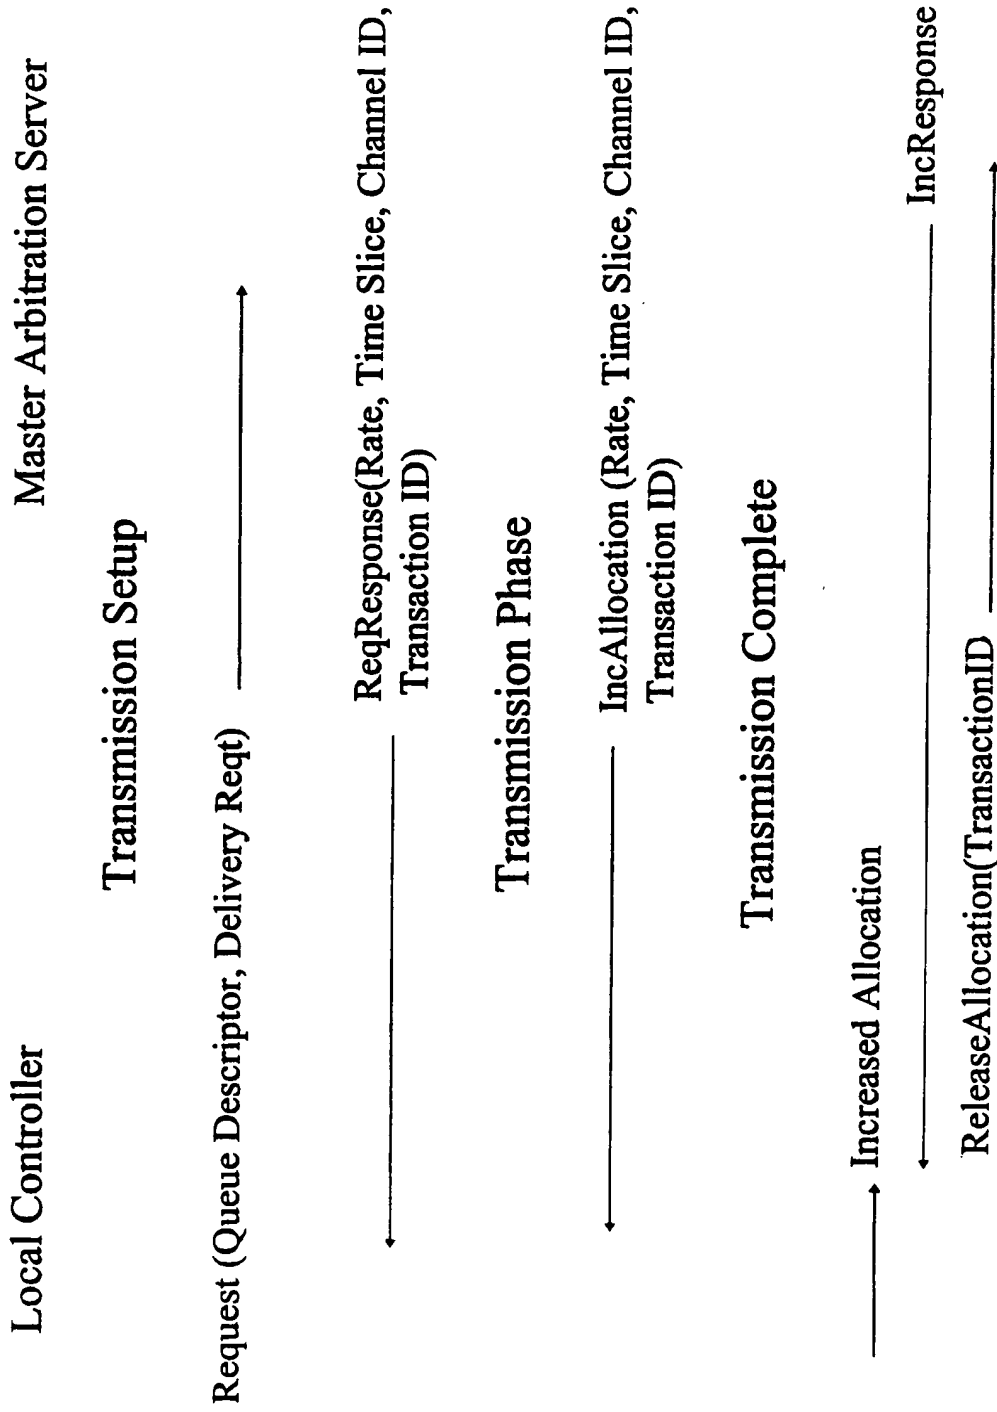 Local Controller
Master Arbitration Server
Transmission Setup
Request (Queue Descriptor, Delivery Reqt)
ReqResponse(Rate, Time Slice, Channel ID,
Transaction ID)
Transmission Phase
IncAllocation (Rate, Time Slice, Channel ID,
Transaction ID)
Transmission Complete
Increased Allocation
IncResponse
ReleaseAllocation(TransactionID